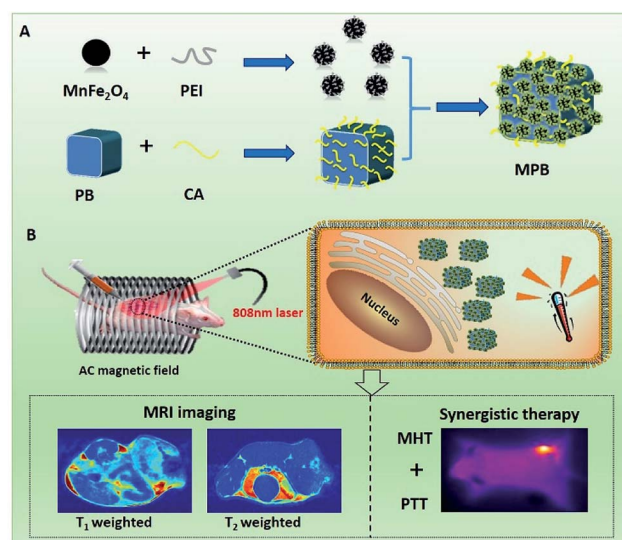 A
+
MnFe₂O₄
PEI
+
PB
CA
MPB
B
808nm laser
AC magnetic field
Nucleus
MRI imaging
T₁ weighted
T₂ weighted
Synergistic therapy
MHT
+
PTT